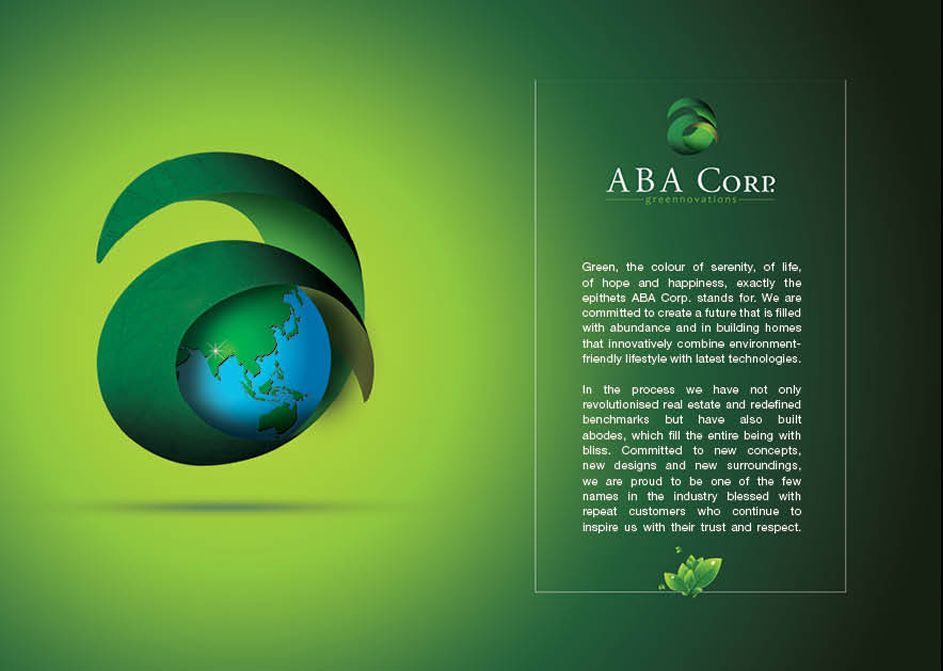 ABA CORP.
greennovations
Green, the colour of serenity, of life,
of hope and happiness, exactly the
epithets ABA Corp. stands for. We are
committed to create a future that is filled
with abundance and in building homes
that innovatively combine environment-
friendly lifestyle with latest technologies.
In the process we have not only
revolutionised real estate and redefined
benchmarks but have also built
abodes, which fill the entire being with
bliss. Committed to new concepts,
new designs and new surroundings,
we are proud to be one of the few
names in the industry blessed with
repeat customers who continue to
inspire us with their trust and respect.